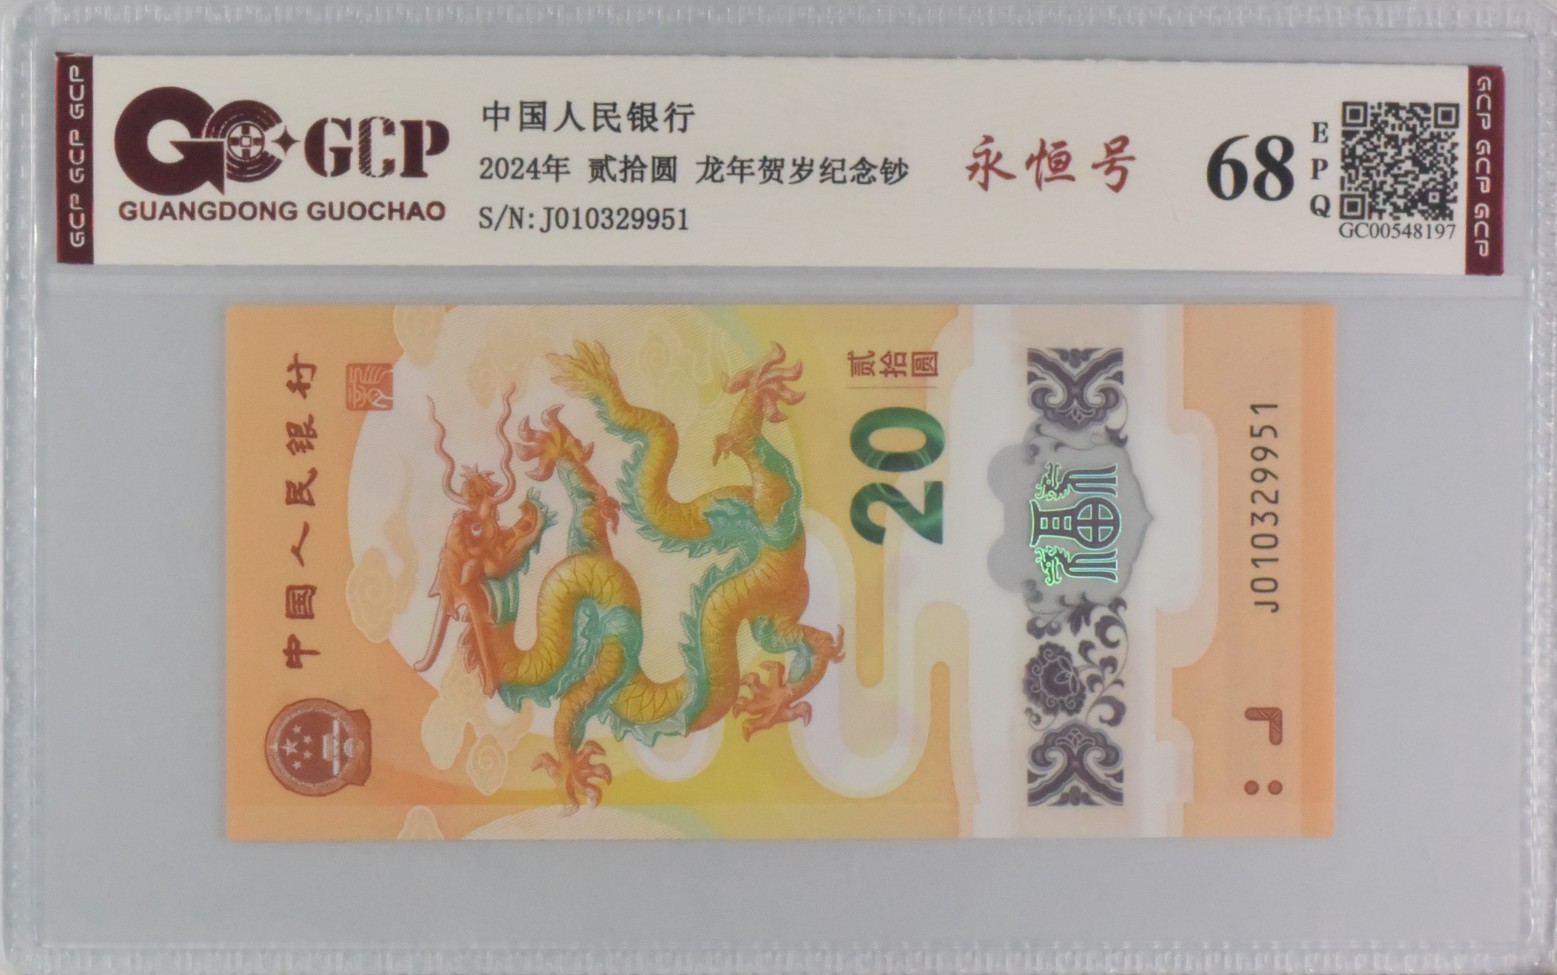 GCP GCP GCP
GCP
GUANGDONG GUOCHAO
中国人民银行
2024年 贰拾圆 龙年贺岁纪念钞
S/N:J010329951
永恒号
68
EPQ
GC00548197
GCP GCP GCP
中国人民银行
贰拾圆
20
J010329951